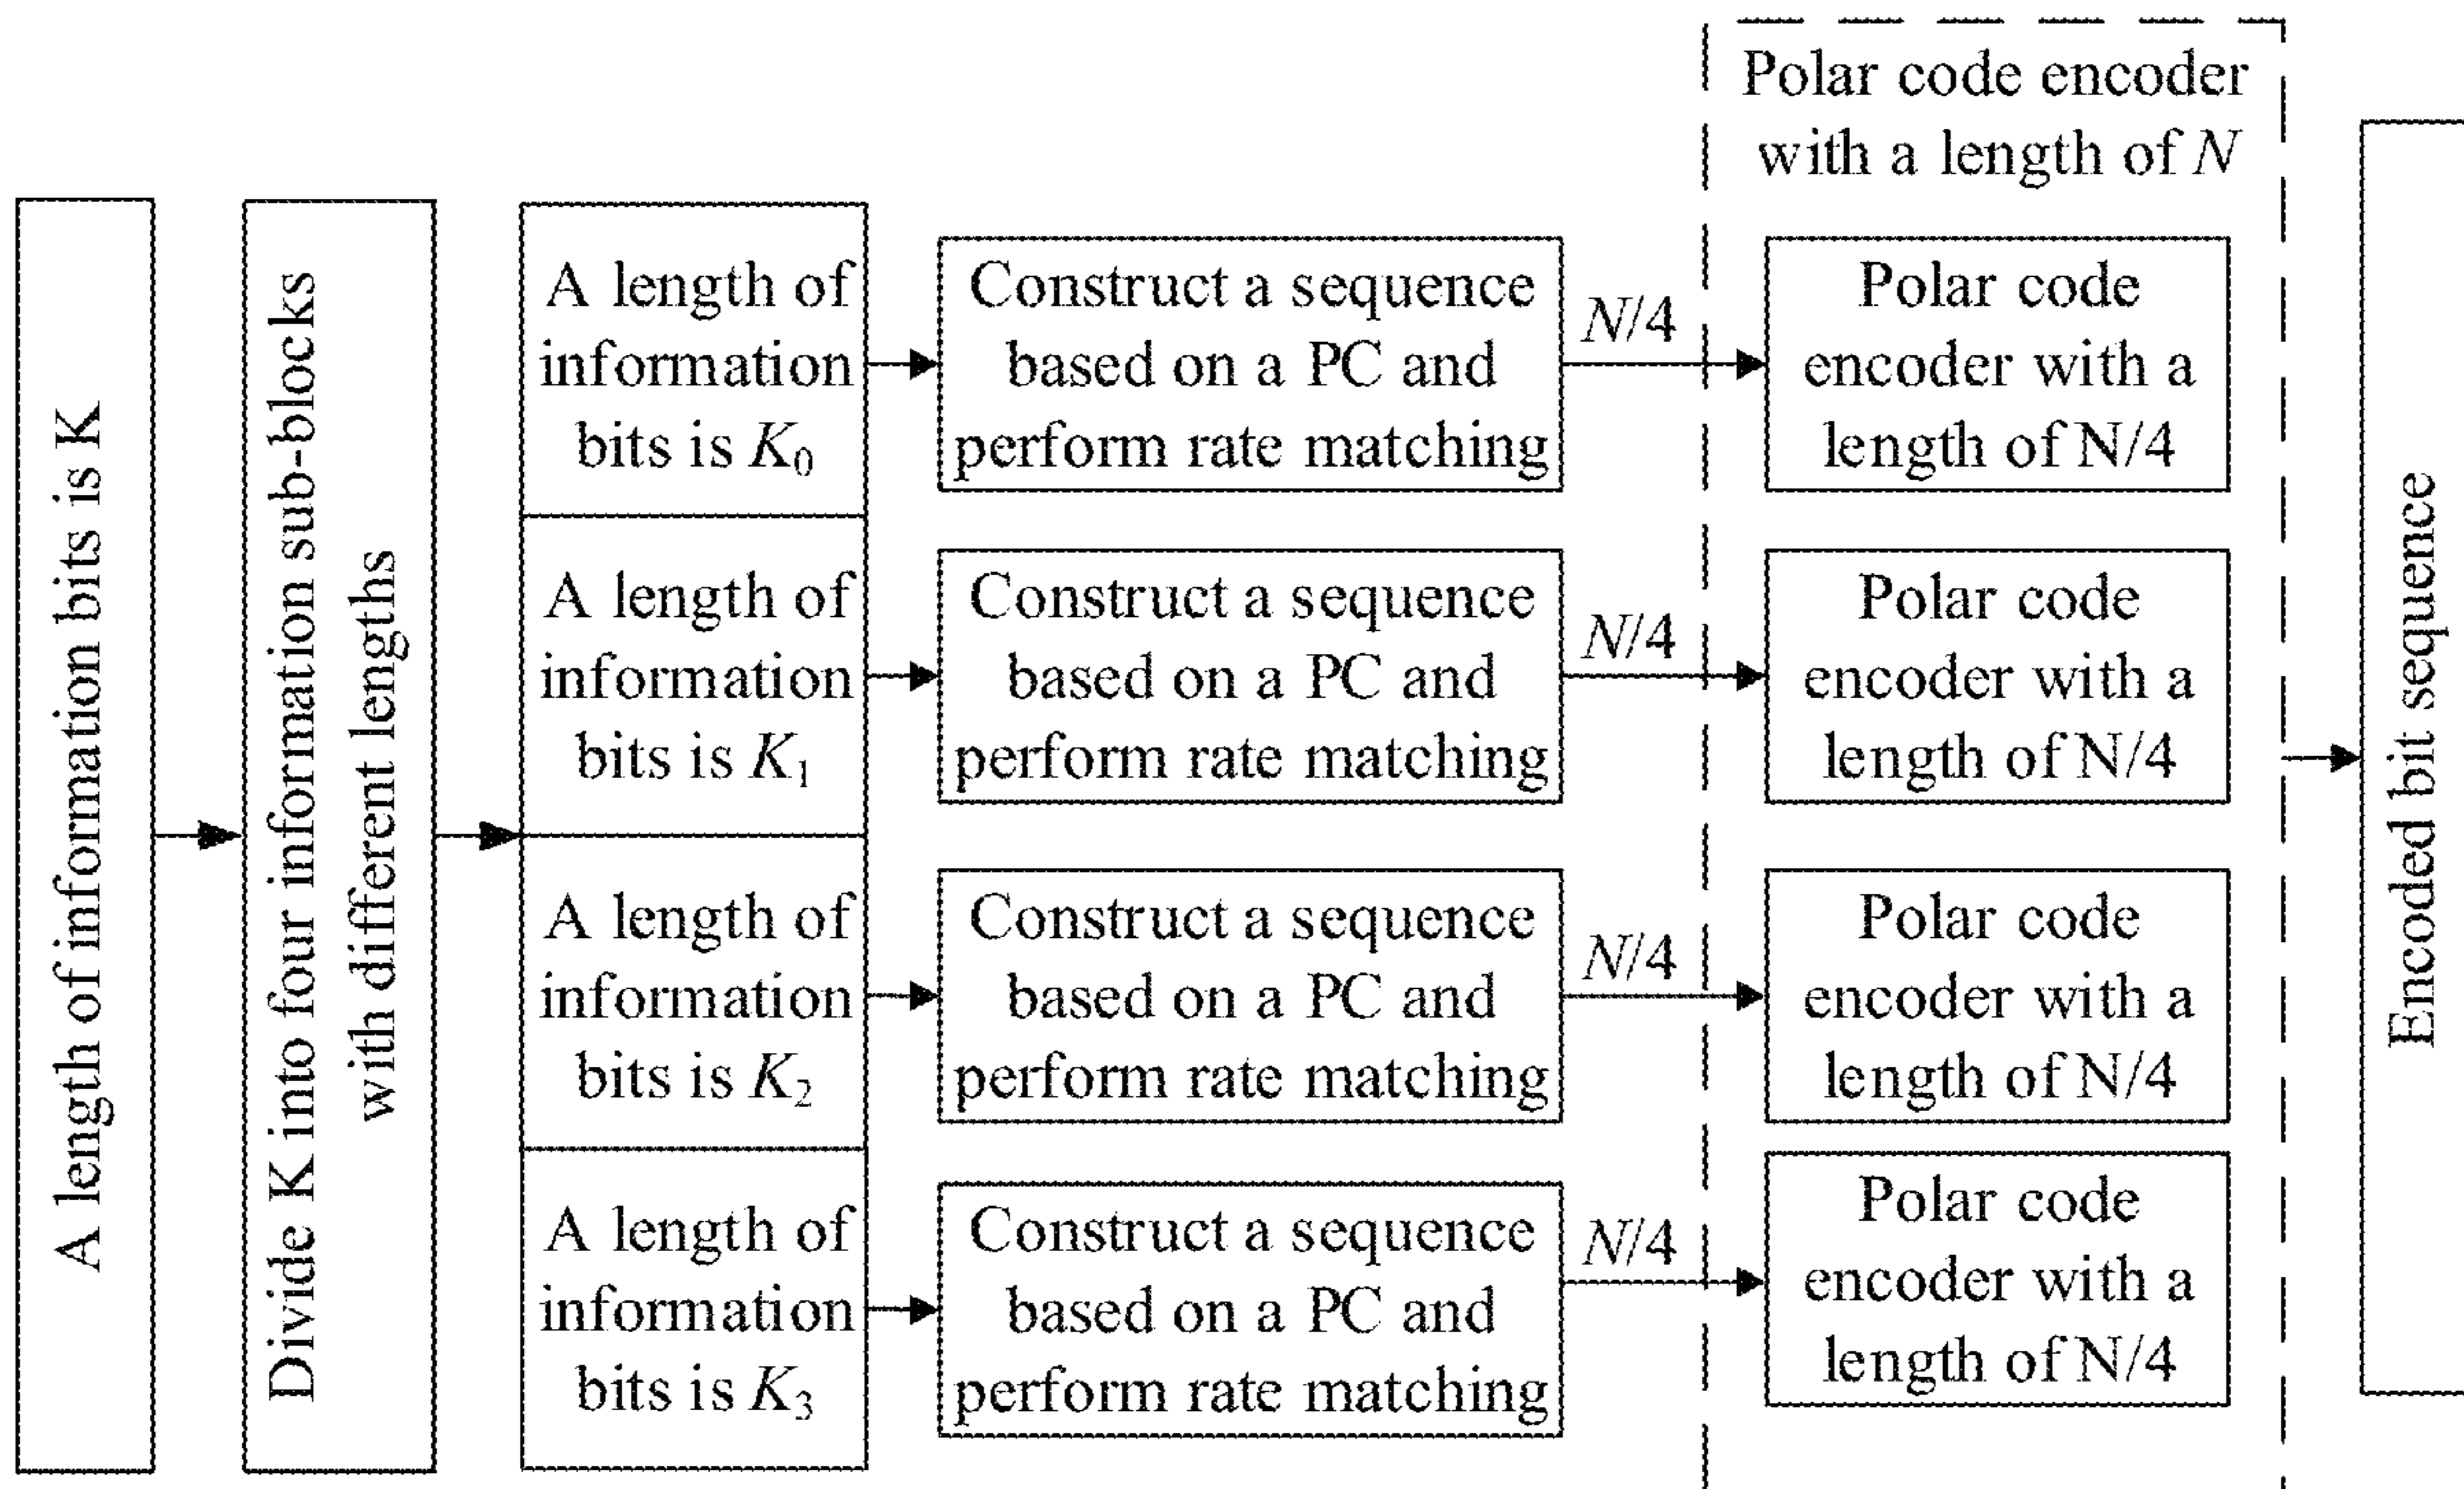 A length of information bits is K
Divide K into four information sub-blocks
with different lengths
A length of
information
bits is K₀
A length of
information
bits is K₁
A length of
information
bits is K₂
A length of
information
bits is K₃
Construct a sequence
based on a PC and
perform rate matching
Construct a sequence
based on a PC and
perform rate matching
Construct a sequence
based on a PC and
perform rate matching
Construct a sequence
based on a PC and
perform rate matching
N/4
N/4
N/4
N/4
Polar code encoder
with a length of N
Polar code
encoder with a
length of N/4
Polar code
encoder with a
length of N/4
Polar code
encoder with a
length of N/4
Polar code
encoder with a
length of N/4
Encoded bit sequence